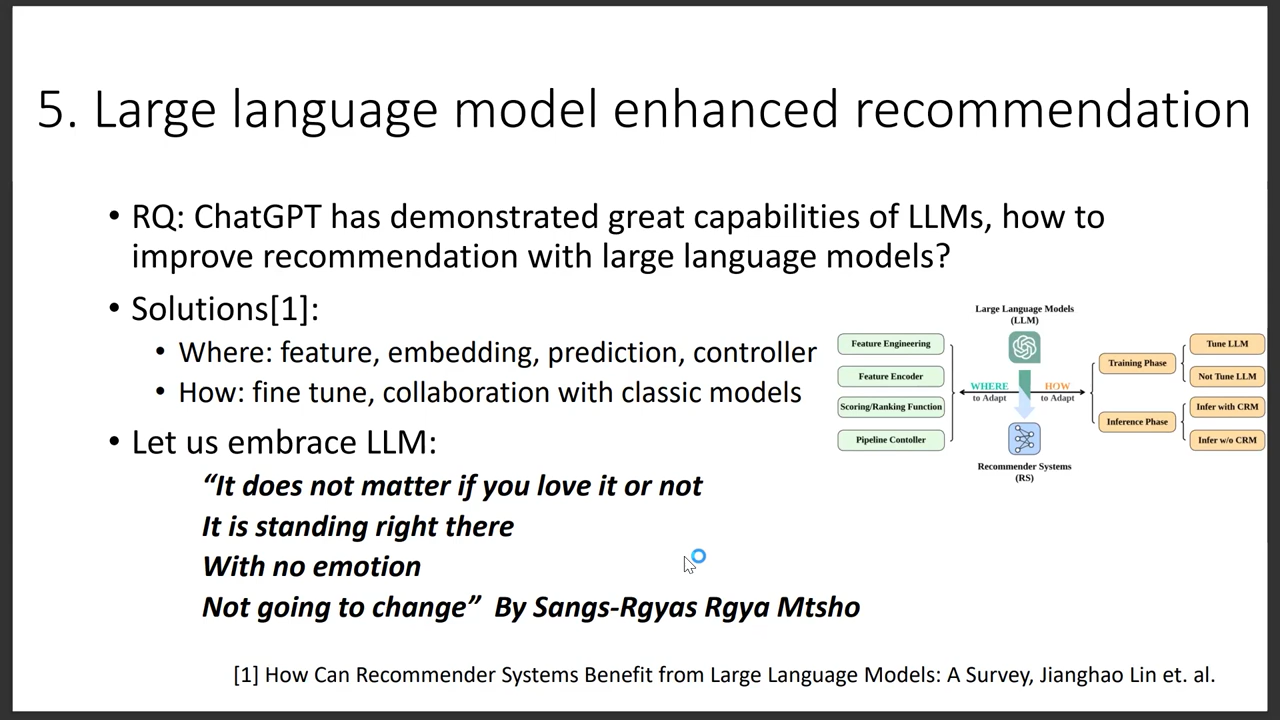 5. Large language model enhanced recommendation
• RQ: ChatGPT has demonstrated great capabilities of LLMs, how to
improve recommendation with large language models?
• Solutions[1]:
• Where: feature, embedding, prediction, controller
• How: fine tune, collaboration with classic models
• Let us embrace LLM:
“It does not matter if you love it or not
It is standing right there
With no emotion
Not going to change” By Sangs-Rgyas Rgya Mtsho
Large Language Models
(LLM)
Feature Engineering
Feature Encoder
Scoring/Ranking Function
Pipeline Contoller
WHERE
to Adapt
HOW
to Adapt
Training Phase
Inference Phase
Tune LLM
Not Tune LLM
Infer with CRM
Infer w/o CRM
Recommender Systems
(RS)
[1] How Can Recommender Systems Benefit from Large Language Models: A Survey, Jianghao Lin et. al.